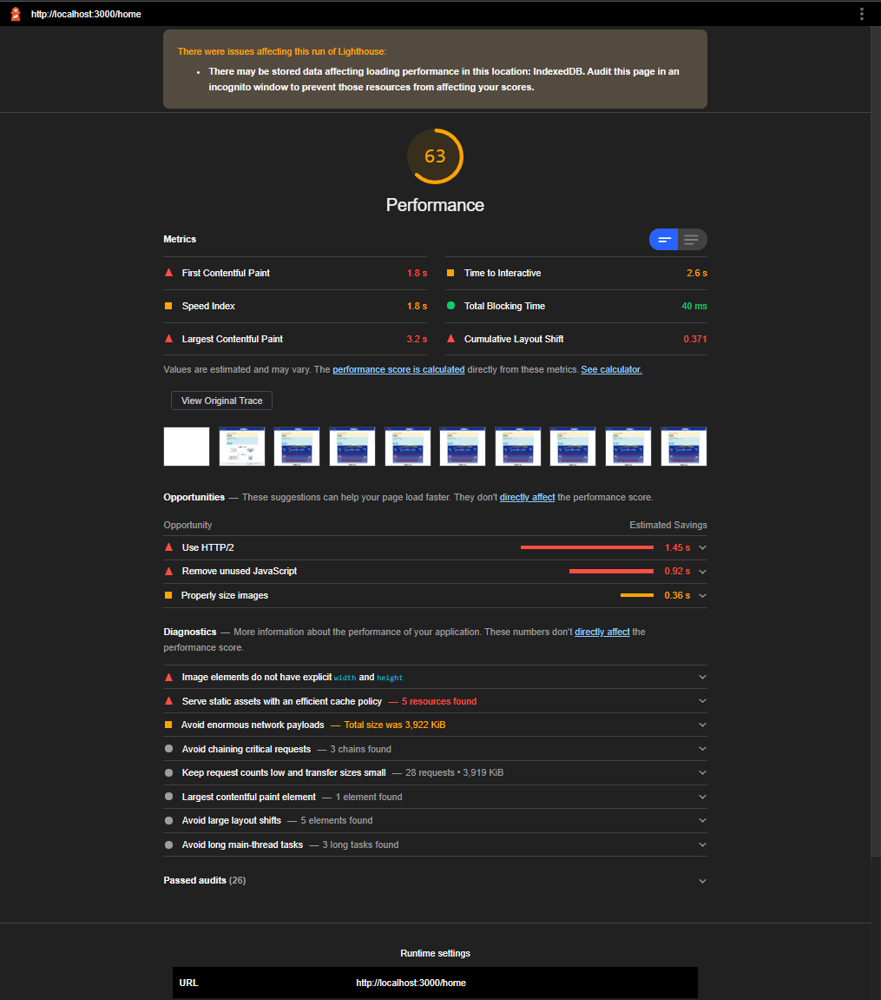 http://localhost:3000/home
There were issues affecting this run of Lighthouse:
• There may be stored data affecting loading performance in this location: IndexedDB. Audit this page in an
incognito window to prevent those resources from affecting your scores.
63
Performance
Metrics
First Contentful Paint 1.8 s
Time to Interactive 2.6 s
Speed Index 1.8 s
Total Blocking Time 40 ms
Largest Contentful Paint 3.2 s
Cumulative Layout Shift 0.371
Values are estimated and may vary. The performance score is calculated directly from these metrics. See calculator.
View Original Trace
Opportunities — These suggestions can help your page load faster. They don't directly affect the performance score.
Opportunity Estimated Savings
Use HTTP/2 1.45 s
Remove unused JavaScript 0.92 s
Properly size images 0.36 s
Diagnostics — More information about the performance of your application. These numbers don't directly affect the
performance score.
Image elements do not have explicit width and height
Serve static assets with an efficient cache policy — 5 resources found
Avoid enormous network payloads — Total size was 3,922 KiB
Avoid chaining critical requests — 3 chains found
Keep request counts low and transfer sizes small — 28 requests • 3,919 KiB
Largest contentful paint element — 1 element found
Avoid large layout shifts — 5 elements found
Avoid long main-thread tasks — 3 long tasks found
Passed audits (26)
Runtime settings
URL http://localhost:3000/home